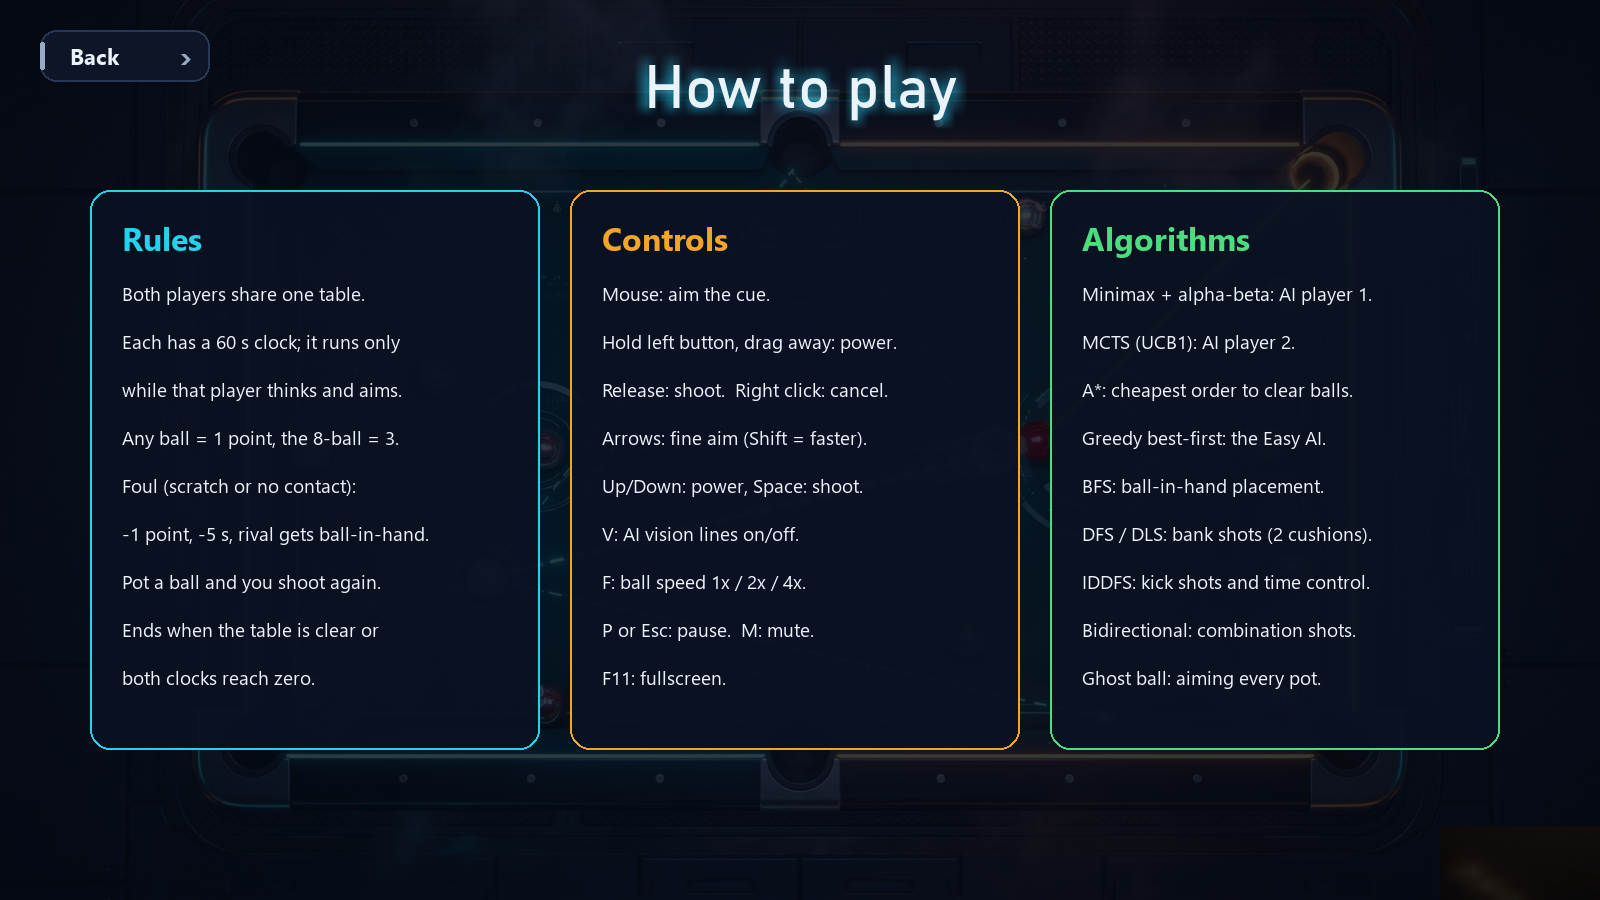 Back ›
How to play
Rules
Both players share one table.
Each has a 60 s clock; it runs only
while that player thinks and aims.
Any ball = 1 point, the 8-ball = 3.
Foul (scratch or no contact):
-1 point, -5 s, rival gets ball-in-hand.
Pot a ball and you shoot again.
Ends when the table is clear or
both clocks reach zero.
Controls
Mouse: aim the cue.
Hold left button, drag away: power.
Release: shoot.  Right click: cancel.
Arrows: fine aim (Shift = faster).
Up/Down: power, Space: shoot.
V: AI vision lines on/off.
F: ball speed 1x / 2x / 4x.
P or Esc: pause.  M: mute.
F11: fullscreen.
Algorithms
Minimax + alpha-beta: AI player 1.
MCTS (UCB1): AI player 2.
A*: cheapest order to clear balls.
Greedy best-first: the Easy AI.
BFS: ball-in-hand placement.
DFS / DLS: bank shots (2 cushions).
IDDFS: kick shots and time control.
Bidirectional: combination shots.
Ghost ball: aiming every pot.